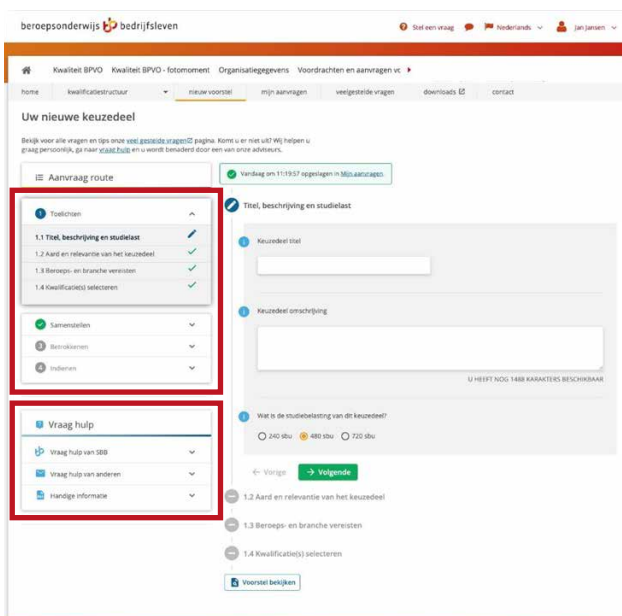 beroepsonderwijs bedrijfsleven
Stel een vraag
Nederlands
Jan Jansen
Kwaliteit BPVO Kwaliteit BPVO - fotomoment Organisatiegegevens Voordrachten en aanvragen vc
home kwalificatiestructuur nieuw voorstel mijn aanvragen veelgestelde vragen downloads contact
Uw nieuwe keuzedeel
Bekijk voor alle vragen en tips onze veel gestelde vragen pagina. Komt u er niet uit? Wij helpen u
graag persoonlijk, ga naar vraag hulp en u wordt benaderd door een van onze adviseurs.
Aanvraag route
1 Toelichten
1.1 Titel, beschrijving en studielast
1.2 Aard en relevantie van het keuzedeel
1.3 Beroeps- en branche vereisten
1.4 Kwalificatie(s) selecteren
Samenstellen
3 Betrokkenen
4 Indienen
Vraag hulp
Vraag hulp van SBB
Vraag hulp van anderen
Handige informatie
Vandaag om 11:19:57 opgeslagen in Mijn aanvragen.
Titel, beschrijving en studielast
Keuzedeel titel
Keuzedeel omschrijving
U HEEFT NOG 1488 KARAKTERS BESCHIKBAAR
Wat is de studiebelasting van dit keuzedeel?
240 sbu 480 sbu 720 sbu
← Vorige → Volgende
1.2 Aard en relevantie van het keuzedeel
1.3 Beroeps- en branche vereisten
1.4 Kwalificatie(s) selecteren
Voorstel bekijken